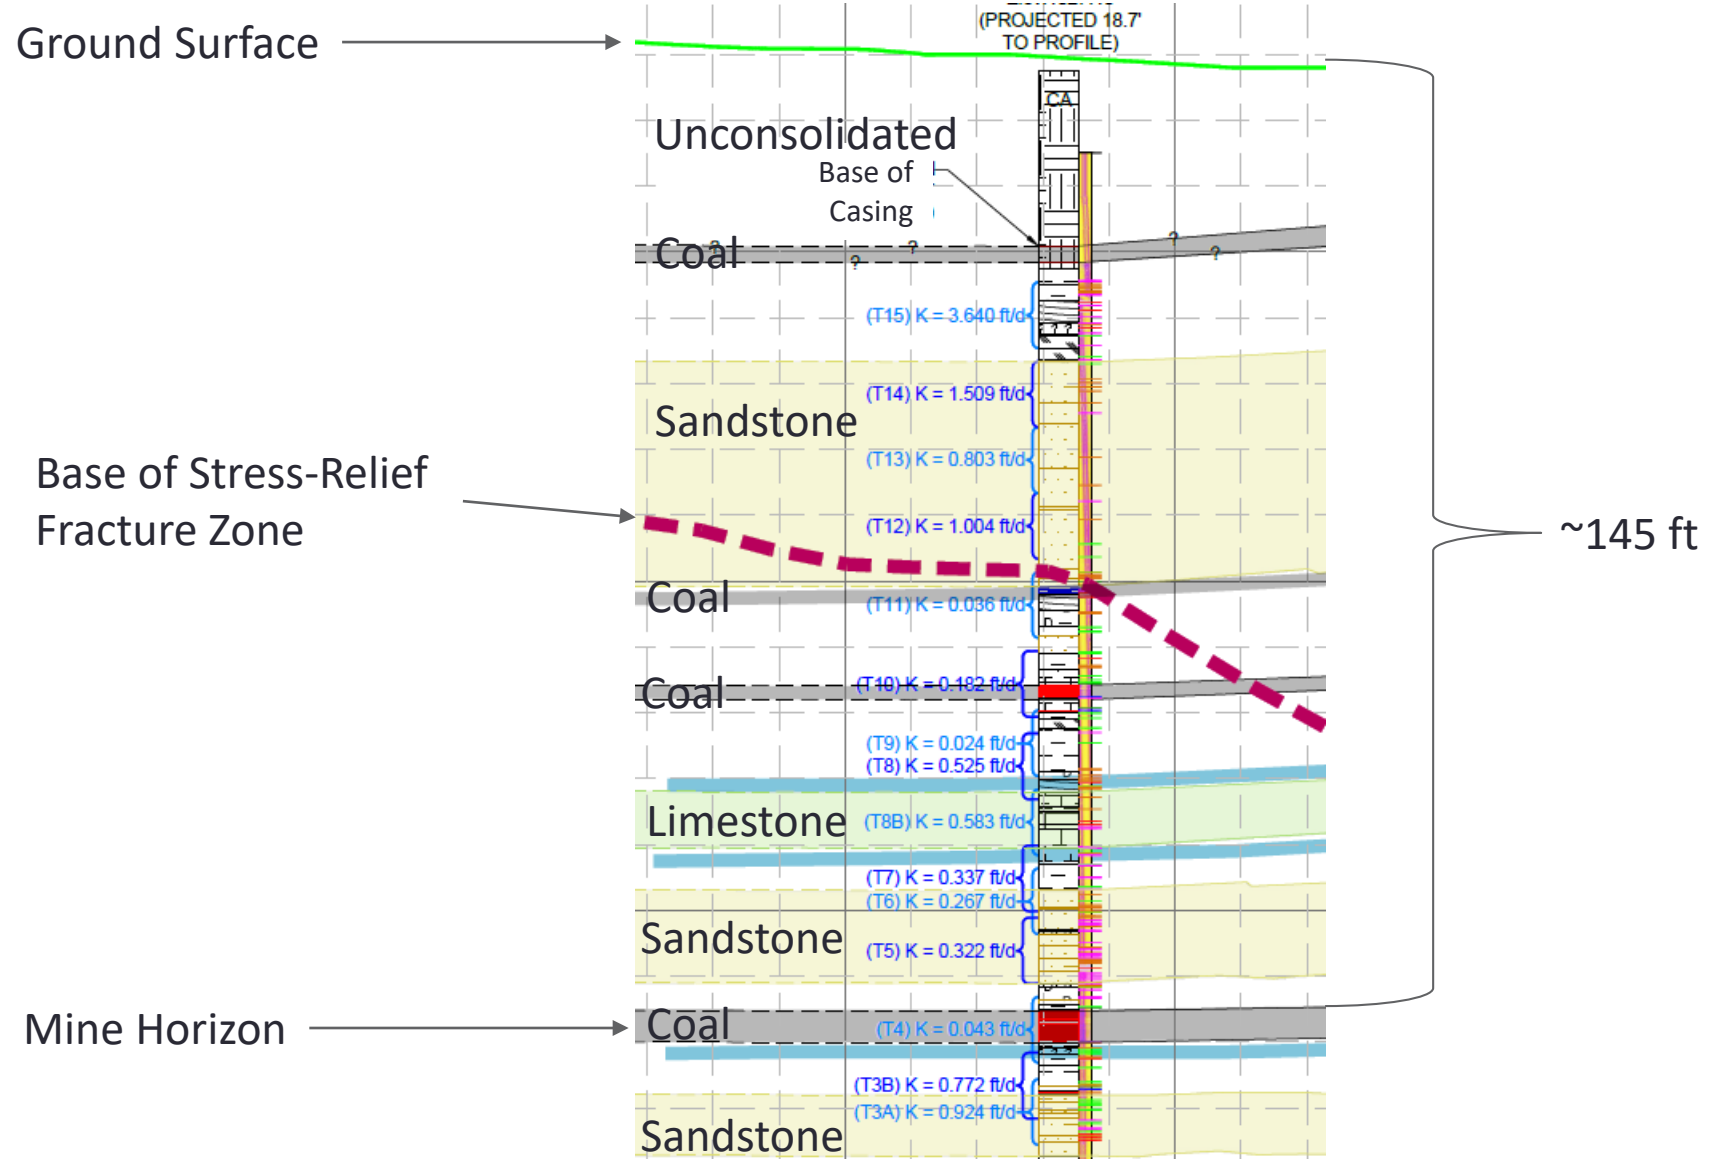 (PROJECTED 18.7'
TO PROFILE)
Ground Surface
CA
Unconsolidated
Base of
Casing
Coal
?
?
?
?
?
(T15) K = 3.640 ft/d
(T14) K = 1.509 ft/d
Sandstone
(T13) K = 0.803 ft/d
Base of Stress-Relief
Fracture Zone
(T12) K = 1.004 ft/d
~145 ft
Coal
(T11) K = 0.036 ft/d
Coal
(T10) K = 0.182 ft/d
(T9) K = 0.024 ft/d
(T8) K = 0.525 ft/d
Limestone
(T8B) K = 0.583 ft/d
(T7) K = 0.337 ft/d
(T6) K = 0.267 ft/d
Sandstone
(T5) K = 0.322 ft/d
Mine Horizon
Coal
(T4) K = 0.043 ft/d
(T3B) K = 0.772 ft/d
(T3A) K = 0.924 ft/d
Sandstone